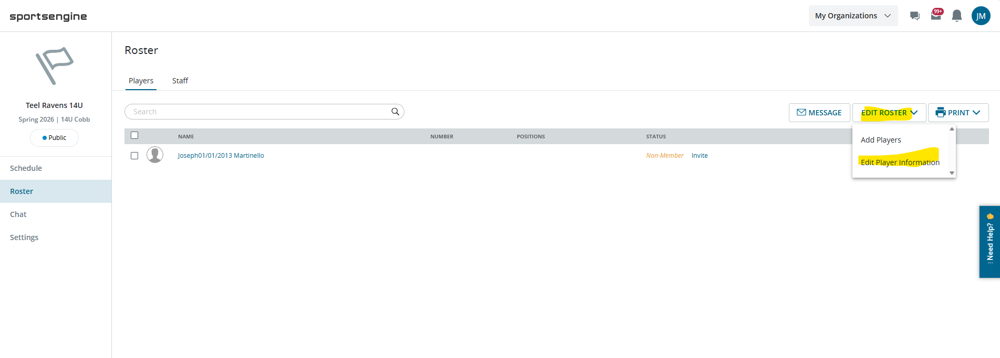 sportsengine
My Organizations
99+
JM
Teel Ravens 14U
Spring 2026 | 14U Cobb
Public
Schedule
Roster
Chat
Settings
Roster
Players Staff
Search
MESSAGE EDIT ROSTER PRINT
NAME NUMBER POSITIONS STATUS
Joseph01/01/2013 Martinello Non-Member Invite
Add Players
Edit Player Information
Need Help?